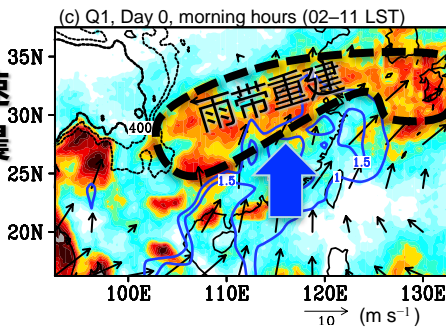 (c) Q1, Day 0, morning hours (02–11 LST)
35N
雨带重建
30N
400
25N
1.5
1
1.5
20N
100E 110E 120E 130E
10 (m s⁻¹)